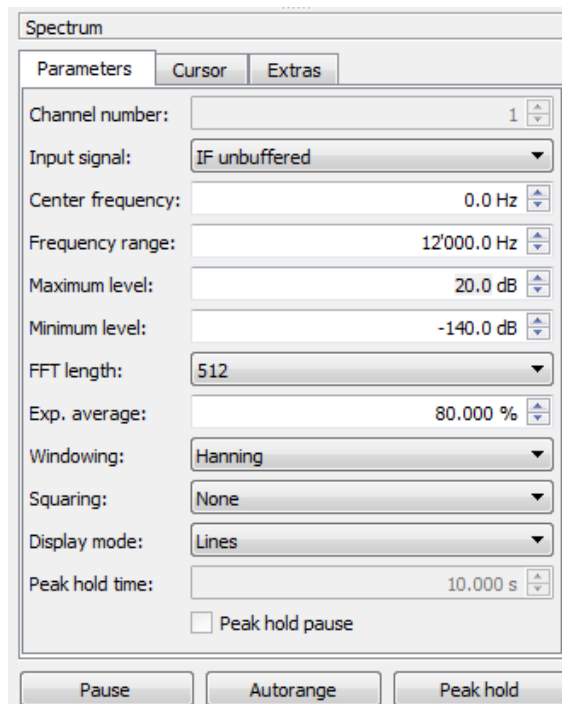 Spectrum
Parameters Cursor Extras
Channel number: 1
Input signal: IF unbuffered
Center frequency: 0.0 Hz
Frequency range: 12'000.0 Hz
Maximum level: 20.0 dB
Minimum level: -140.0 dB
FFT length: 512
Exp. average: 80.000 %
Windowing: Hanning
Squaring: None
Display mode: Lines
Peak hold time: 10.000 s
Peak hold pause
Pause Autorange Peak hold